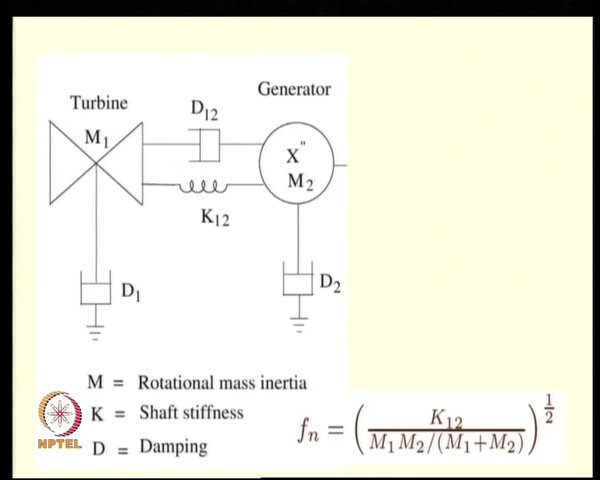 Generator
Turbine
D12
M1
X"
M2
K12
D1
D2
M = Rotational mass inertia
K = Shaft stiffness
D = Damping
fn = (K12 / M1M2/(M1+M2))^1/2
NPTEL